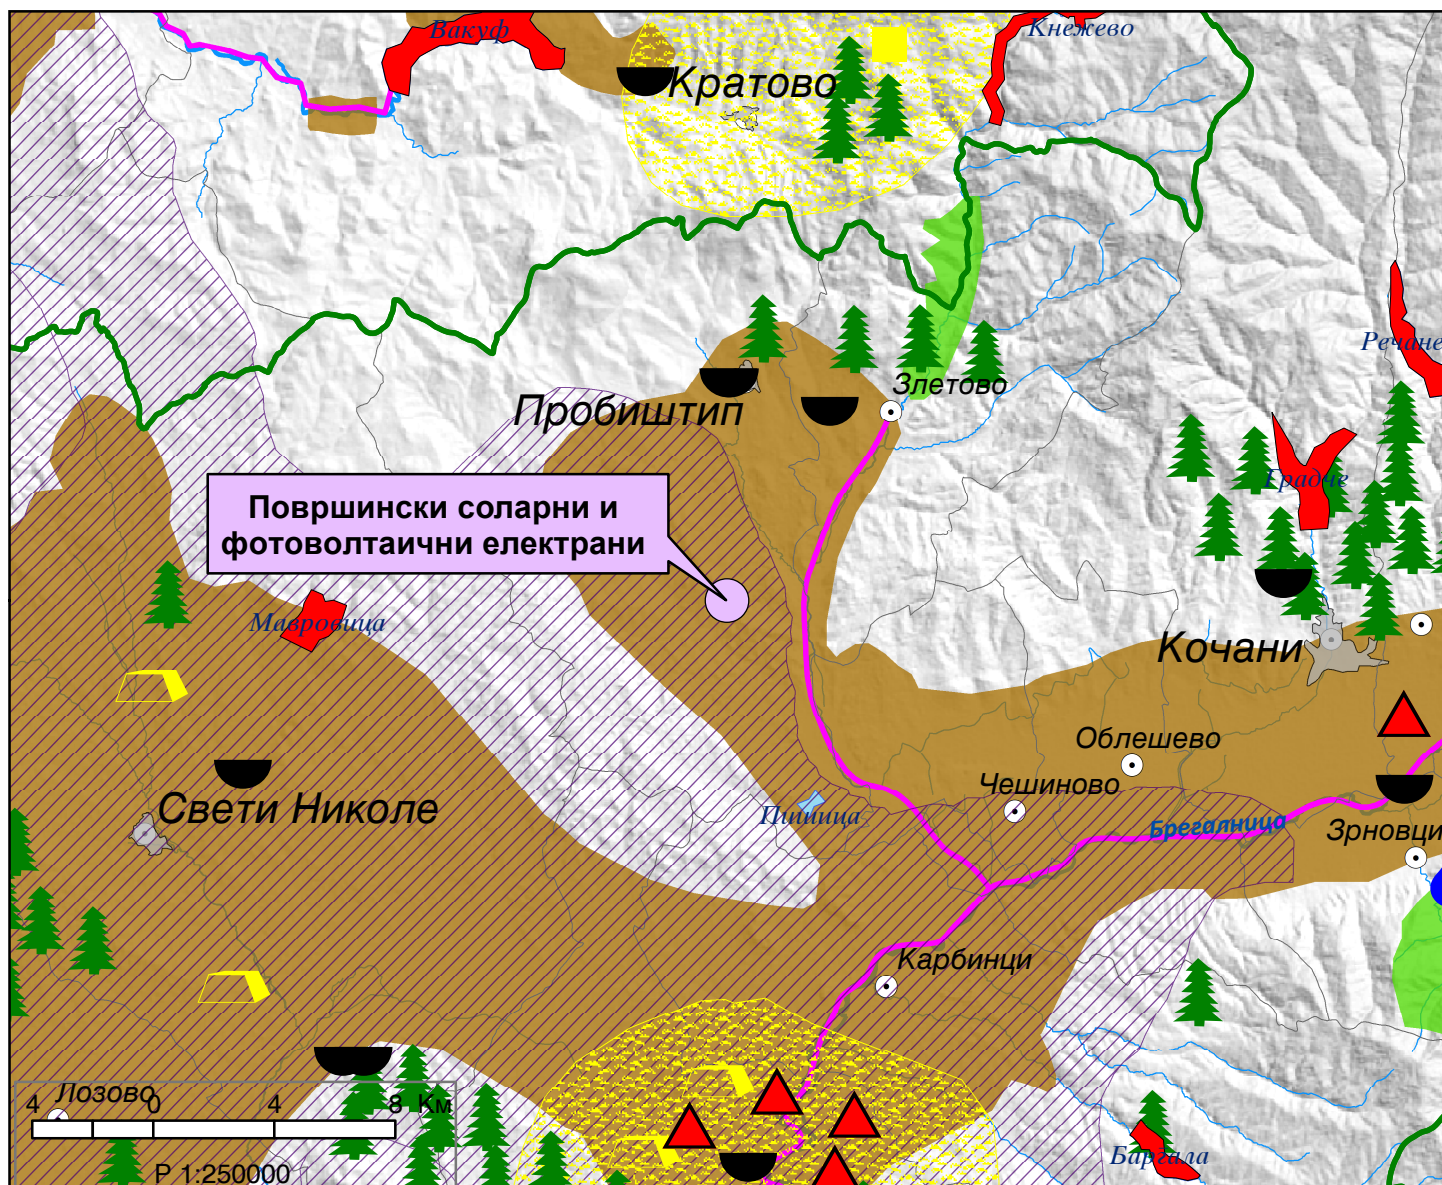 Вакуф
Кнежево
Кратово
Речане
Злетово
Пробиштип
Градче
Површински соларни и
фотоволтаични електрани
Мавровица
Кочани
Облешево
Чешиново
Свети Николе
Пишица
Брегалница
Зрновци
Карбинци
Лозово
4 0 4 8 Км
Р 1:250000
Баргала